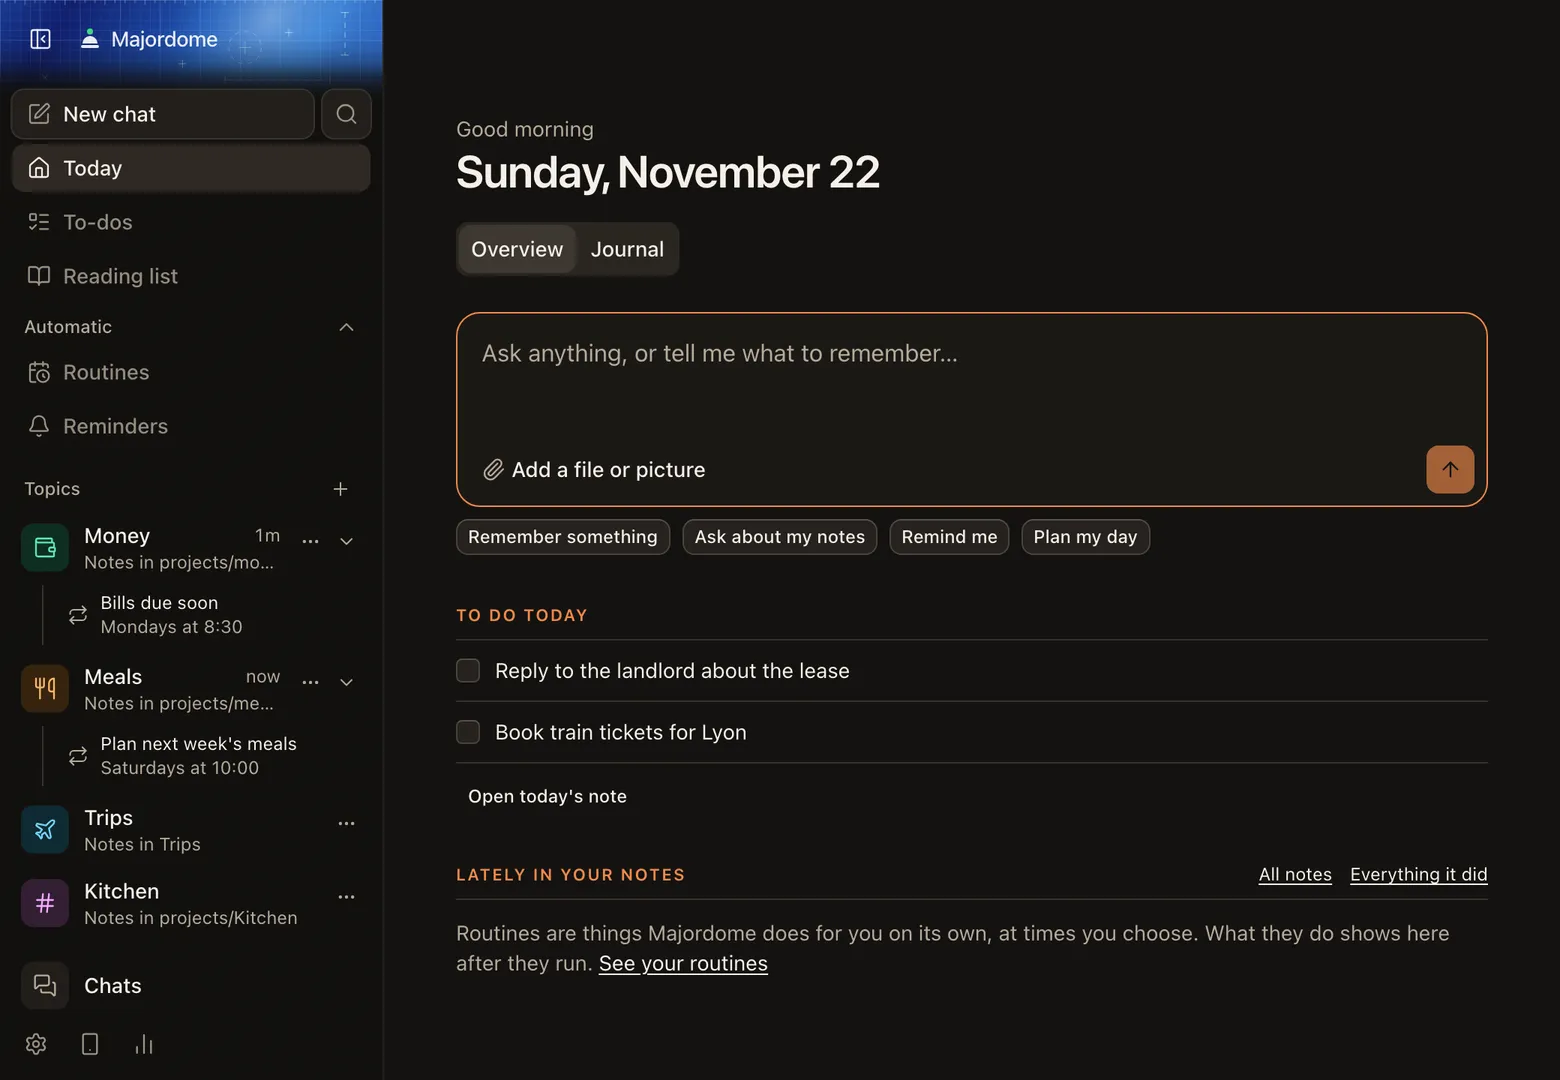 Majordome
New chat
Today
To-dos
Reading list
Automatic
Routines
Reminders
Topics
Money 1m
Notes in projects/mo...
Bills due soon
Mondays at 8:30
Meals now
Notes in projects/me...
Plan next week's meals
Saturdays at 10:00
Trips
Notes in Trips
Kitchen
Notes in projects/Kitchen
Chats
Good morning
Sunday, November 22
Overview Journal
Ask anything, or tell me what to remember...
Add a file or picture
Remember something Ask about my notes Remind me Plan my day
TO DO TODAY
Reply to the landlord about the lease
Book train tickets for Lyon
Open today's note
LATELY IN YOUR NOTES All notes Everything it did
Routines are things Majordome does for you on its own, at times you choose. What they do shows here
after they run. See your routines